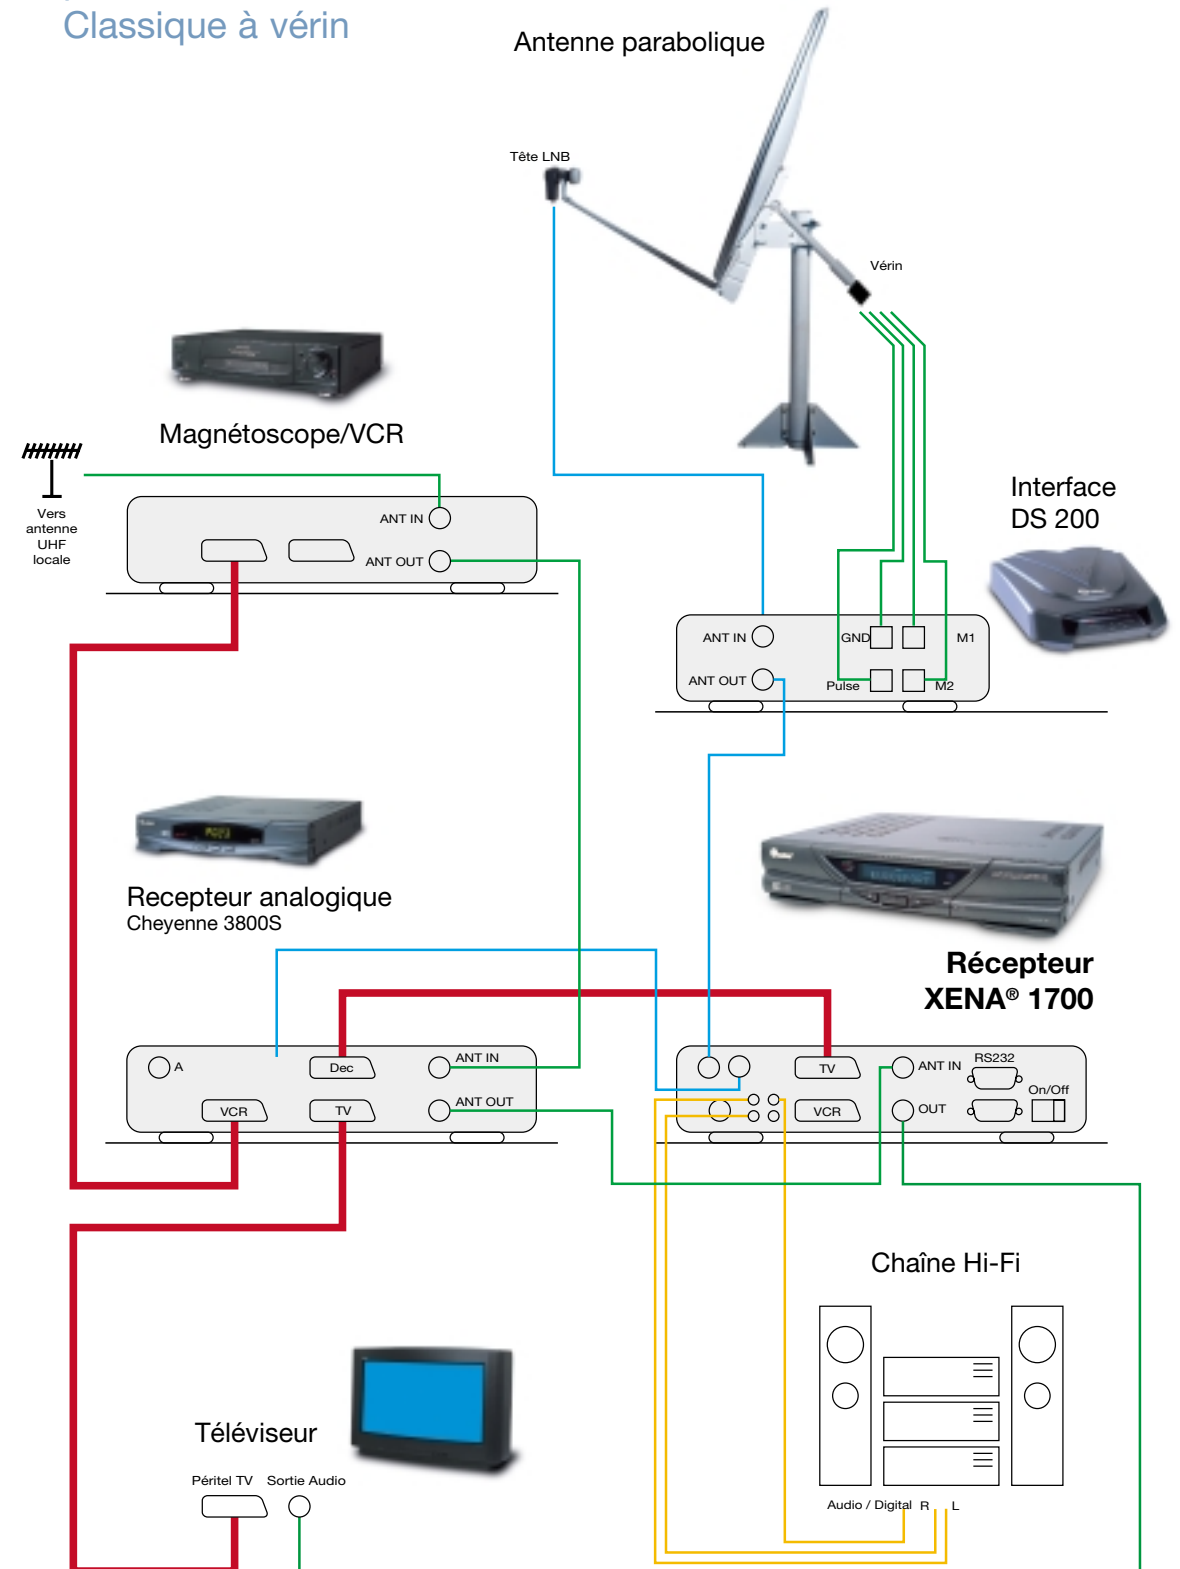 Classique à vérin
Antenne parabolique
Tête LNB
Vérin
Magnétoscope/VCR
Vers
antenne
UHF
locale
ANT IN
ANT OUT
Interface
DS 200
ANT IN
GND
M1
ANT OUT
Pulse
M2
Recepteur analogique
Cheyenne 3800S
Récepteur
XENA® 1700
A
Dec
ANT IN
VCR
TV
ANT OUT
TV
ANT IN
RS232
On/Off
VCR
OUT
Chaîne Hi-Fi
Téléviseur
Péritel TV
Sortie Audio
Audio / Digital
R
L